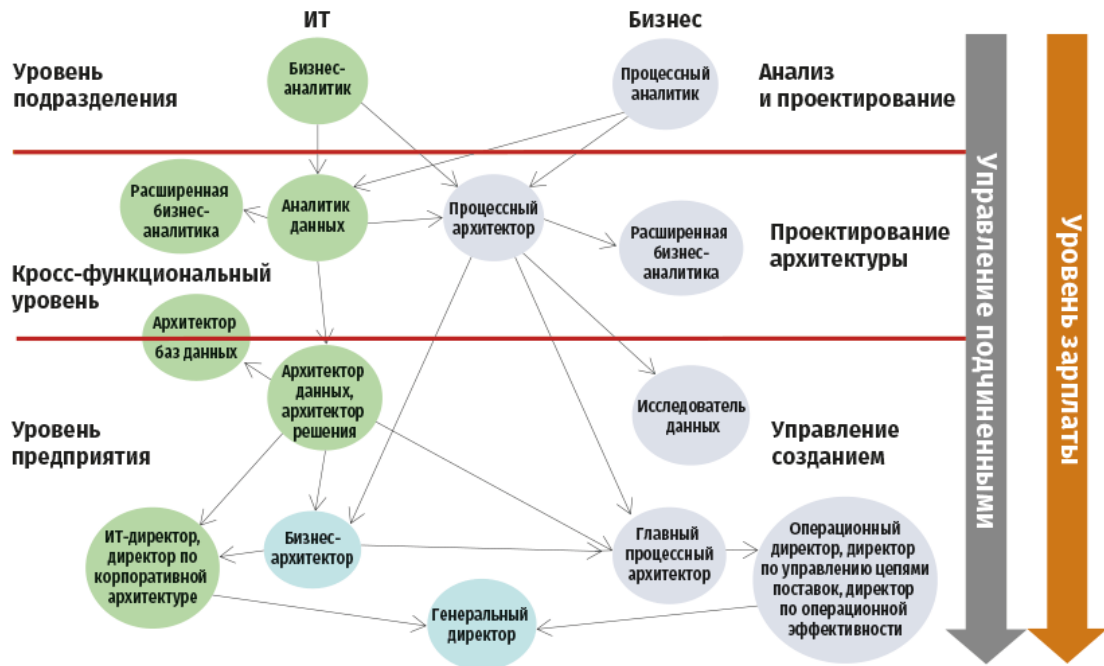 ИТ
Бизнес
Уровень
подразделения
Бизнес-
аналитик
Процессный
аналитик
Анализ
и проектирование
Расширенная
бизнес-
аналитика
Аналитик
данных
Процессный
архитектор
Расширенная
бизнес-
аналитика
Проектирование
архитектуры
Кросс-функциональный
уровень
Архитектор
баз данных
Архитектор
данных,
архитектор
решения
Исследователь
данных
Уровень
предприятия
Управление
созданием
ИТ-директор,
директор по
корпоративной
архитектуре
Бизнес-
архитектор
Главный
процессный
архитектор
Операционный
директор, директор
по управлению цепями
поставок, директор
по операционной
эффективности
Генеральный
директор
Управление подчиненными
Уровень зарплаты